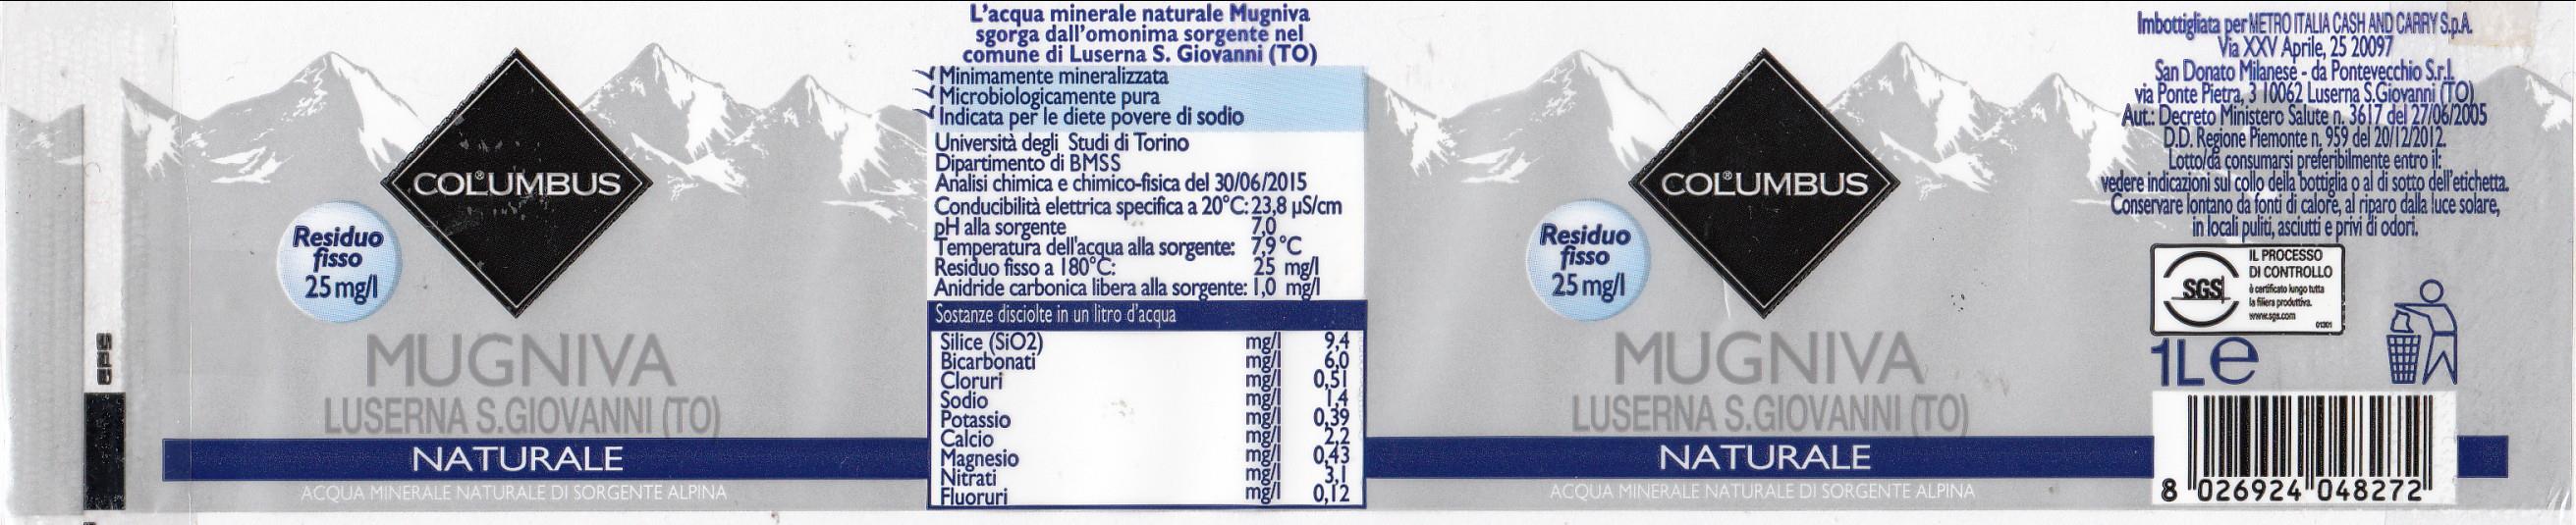 COLUMBUS®
Residuo
fisso
25 mg/l
MUGNIVA
LUSERNA S.GIOVANNI (TO)
NATURALE
ACQUA MINERALE NATURALE DI SORGENTE ALPINA
L'acqua minerale naturale Mugniva
sgorga dall'omonima sorgente nel
comune di Luserna S. Giovanni (TO)
Minimamente mineralizzata
Microbiologicamente pura
Indicata per le diete povere di sodio
Università degli Studi di Torino
Dipartimento di BMSS
Analisi chimica e chimico-fisica del 30/06/2015
Conducibilità elettrica specifica a 20°C: 23,8 µS/cm
pH alla sorgente 7,0
Temperatura dell'acqua alla sorgente: 7,9°C
Residuo fisso a 180°C: 25 mg/l
Anidride carbonica libera alla sorgente: 1,0 mg/l
Sostanze disciolte in un litro d'acqua
Silice (SiO2) mg/l 9,4
Bicarbonati mg/l 6,0
Cloruri mg/l 0,51
Sodio mg/l 1,4
Potassio mg/l 0,39
Calcio mg/l 2,2
Magnesio mg/l 0,43
Nitrati mg/l 3,1
Fluoruri mg/l 0,12
COLUMBUS®
Residuo
fisso
25 mg/l
MUGNIVA
LUSERNA S.GIOVANNI (TO)
NATURALE
ACQUA MINERALE NATURALE DI SORGENTE ALPINA
Imbottigliata per METRO ITALIA CASH AND CARRY S.p.A.
Via XXV Aprile, 25 20097
San Donato Milanese - da Pontevecchio S.r.l.
via Ponte Pietra, 3 10062 Luserna S.Giovanni (TO)
Aut.: Decreto Ministero Salute n. 3617 del 27/06/2005
D.D. Regione Piemonte n. 959 del 20/12/2012.
Lotto/da consumarsi preferibilmente entro il:
vedere indicazioni sul collo della bottiglia o al di sotto dell'etichetta.
Conservare lontano da fonti di calore, al riparo dalla luce solare,
in locali puliti, asciutti e privi di odori.
SGS
IL PROCESSO
DI CONTROLLO
è certificato lungo tutta
la filiera produttiva.
www.sgs.com
01301
1L e
8 026924 048272